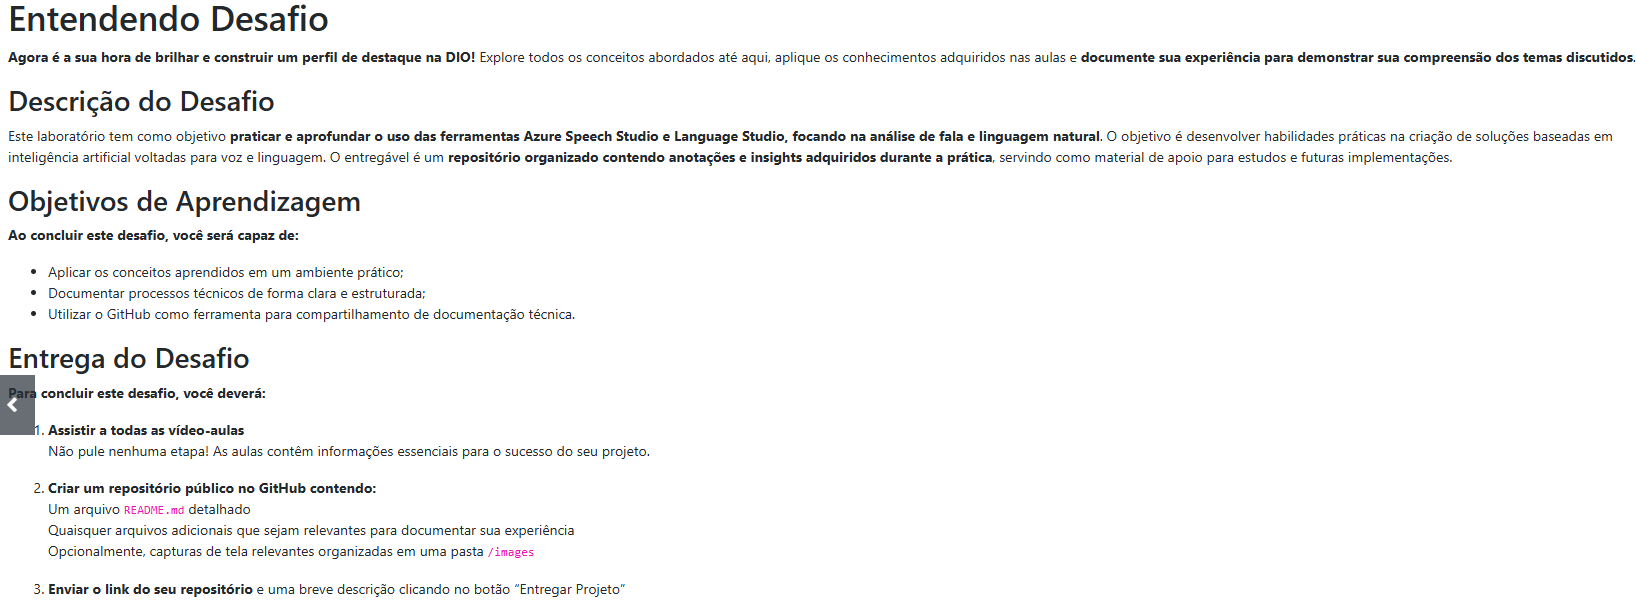 Entendendo Desafio
Agora é a sua hora de brilhar e construir um perfil de destaque na DIO! Explore todos os conceitos abordados até aqui, aplique os conhecimentos adquiridos nas aulas e documente sua experiência para demonstrar sua compreensão dos temas discutidos.
Descrição do Desafio
Este laboratório tem como objetivo praticar e aprofundar o uso das ferramentas Azure Speech Studio e Language Studio, focando na análise de fala e linguagem natural. O objetivo é desenvolver habilidades práticas na criação de soluções baseadas em
inteligência artificial voltadas para voz e linguagem. O entregável é um repositório organizado contendo anotações e insights adquiridos durante a prática, servindo como material de apoio para estudos e futuras implementações.
Objetivos de Aprendizagem
Ao concluir este desafio, você será capaz de:
• Aplicar os conceitos aprendidos em um ambiente prático;
• Documentar processos técnicos de forma clara e estruturada;
• Utilizar o GitHub como ferramenta para compartilhamento de documentação técnica.
Entrega do Desafio
Para concluir este desafio, você deverá:
1. Assistir a todas as vídeo-aulas
Não pule nenhuma etapa! As aulas contêm informações essenciais para o sucesso do seu projeto.
2. Criar um repositório público no GitHub contendo:
Um arquivo README.md detalhado
Quaisquer arquivos adicionais que sejam relevantes para documentar sua experiência
Opcionalmente, capturas de tela relevantes organizadas em uma pasta /images
3. Enviar o link do seu repositório e uma breve descrição clicando no botão “Entregar Projeto”